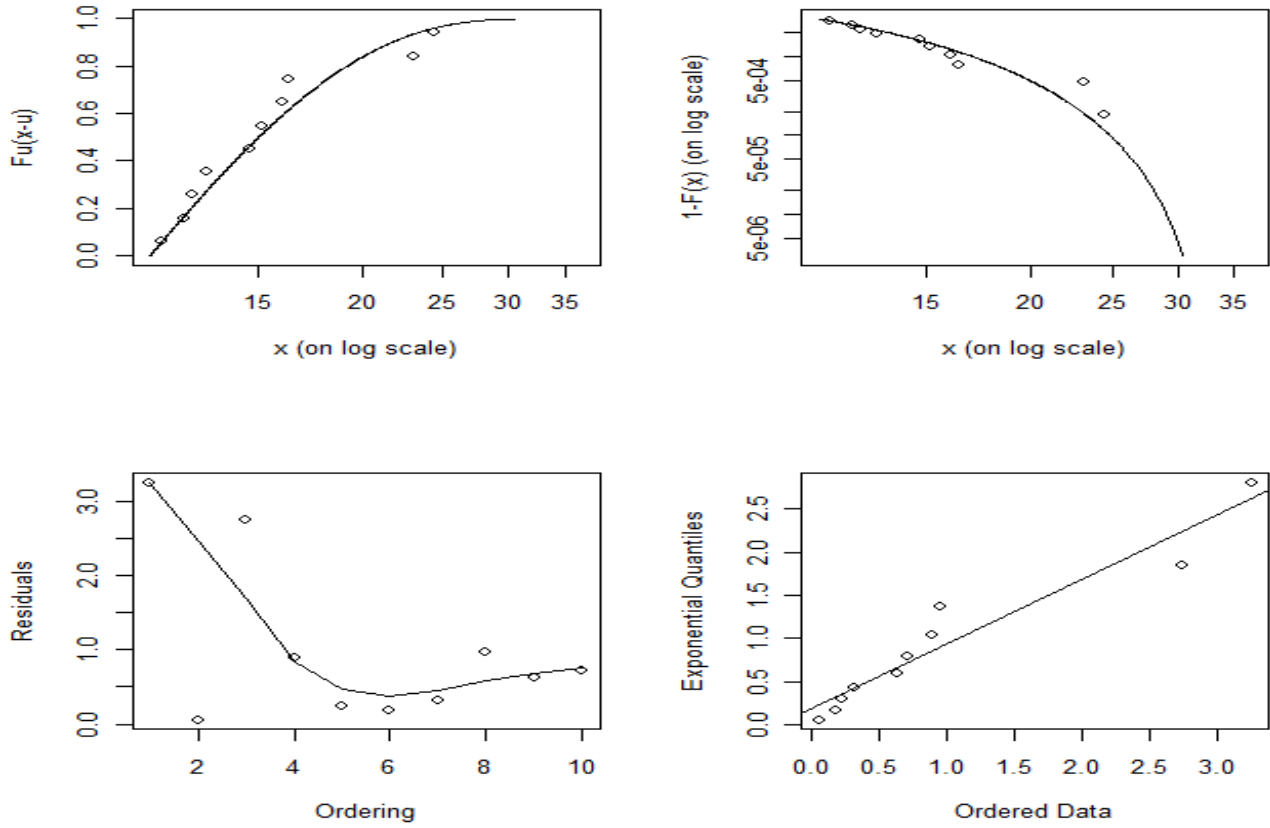 Fu(x-u)
0.0 0.2 0.4 0.6 0.8 1.0
15 20 25 30 35
x (on log scale)
1-F(x) (on log scale)
5e-06 5e-05 5e-04
15 20 25 30 35
x (on log scale)
Residuals
0.0 1.0 2.0 3.0
2 4 6 8 10
Ordering
Exponential Quantiles
0.0 0.5 1.0 1.5 2.0 2.5
0.0 0.5 1.0 1.5 2.0 2.5 3.0
Ordered Data